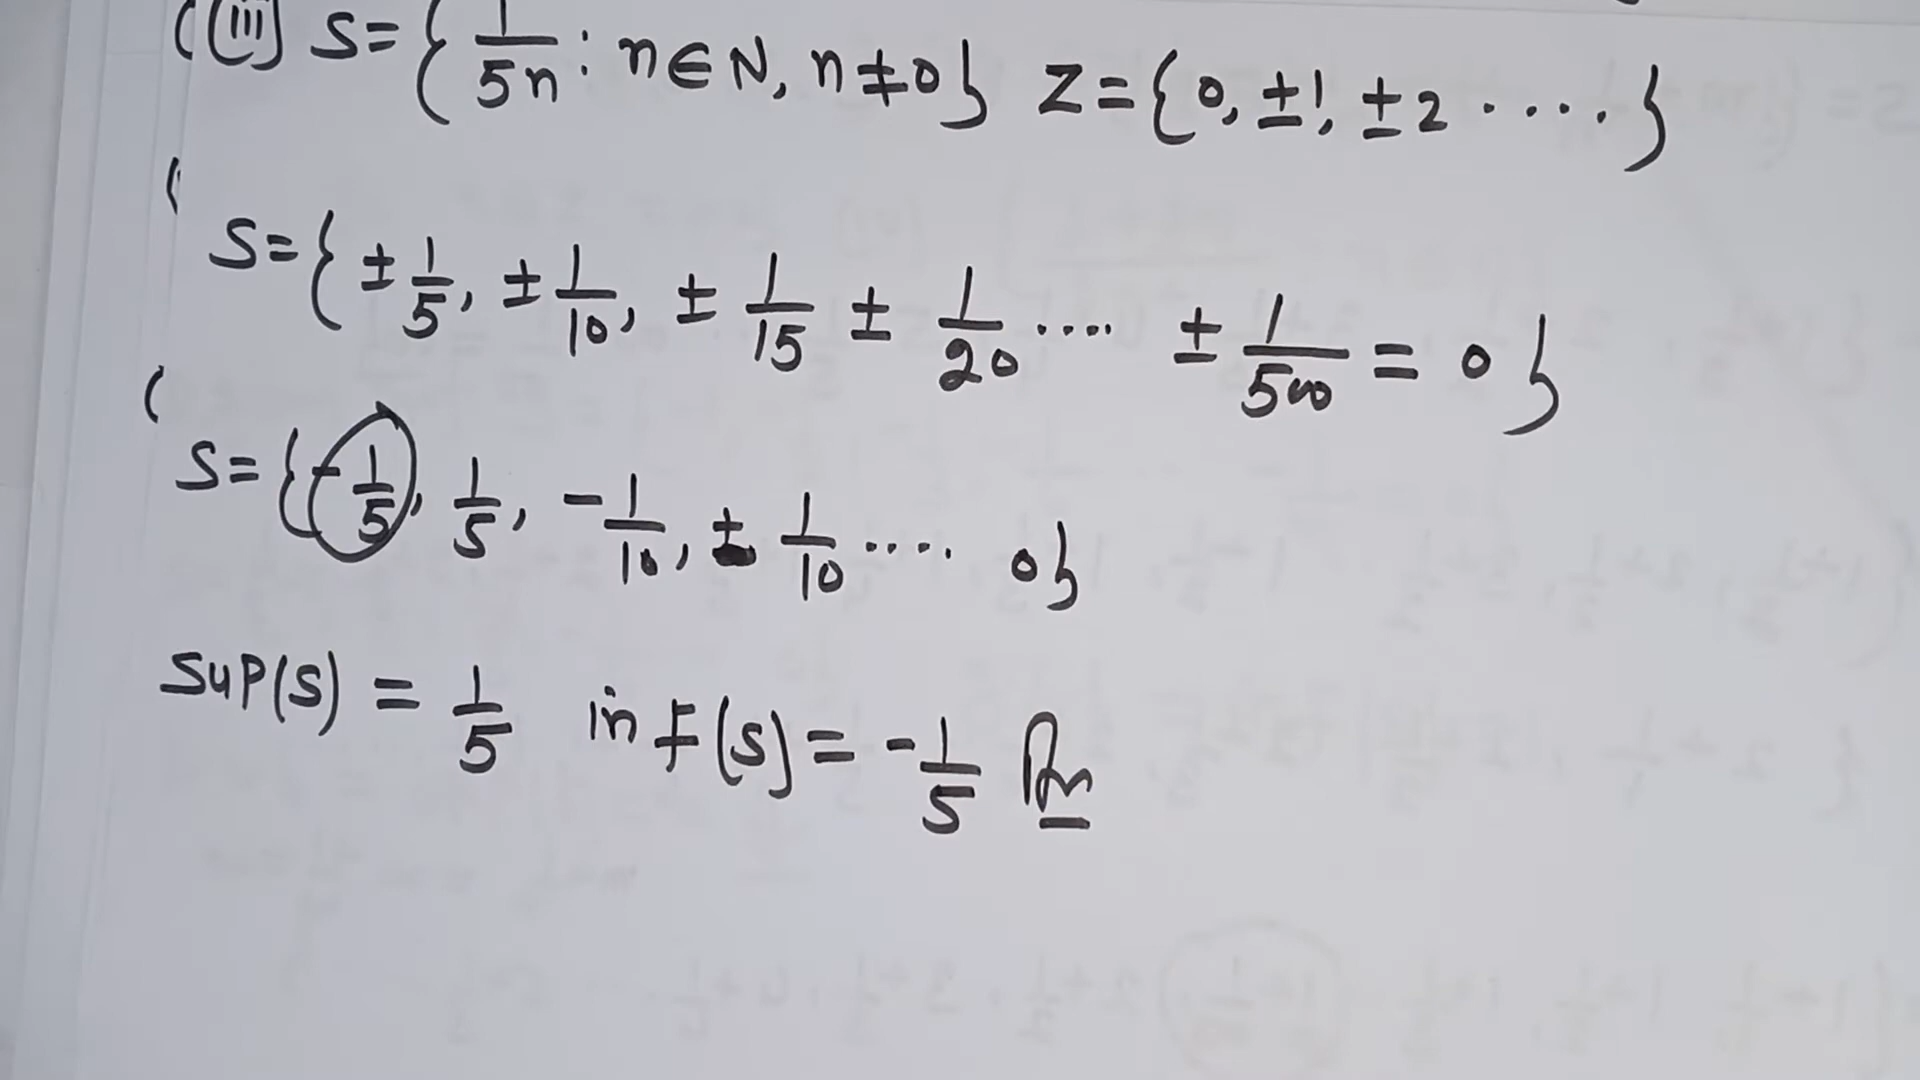 (iii) S={1/5n : n∈N, n≠0} Z={0, ±1, ±2 .....}
S={±1/5, ±1/10, ±1/15 ± 1/20 .... ± 1/5∞ = 0}
S={-1/5, 1/5, -1/10, ± 1/10 .... 0}
Sup(S) = 1/5 inf(S) = -1/5 Ans